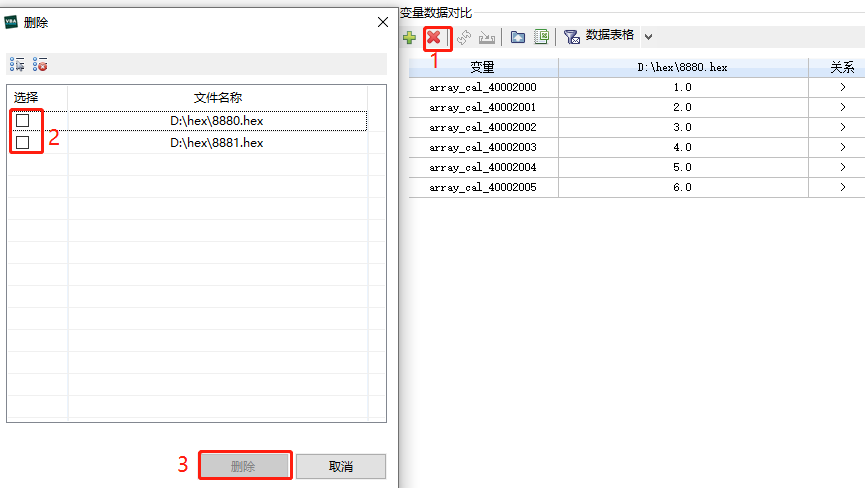 删除
选择 文件名称
D:\hex\8880.hex
D:\hex\8881.hex
2
3 删除 取消
变量数据对比
数据表格
1
变量 D:\hex\8880.hex 关系
array_cal_40002000 1.0 >
array_cal_40002001 2.0 >
array_cal_40002002 3.0 >
array_cal_40002003 4.0 >
array_cal_40002004 5.0 >
array_cal_40002005 6.0 >